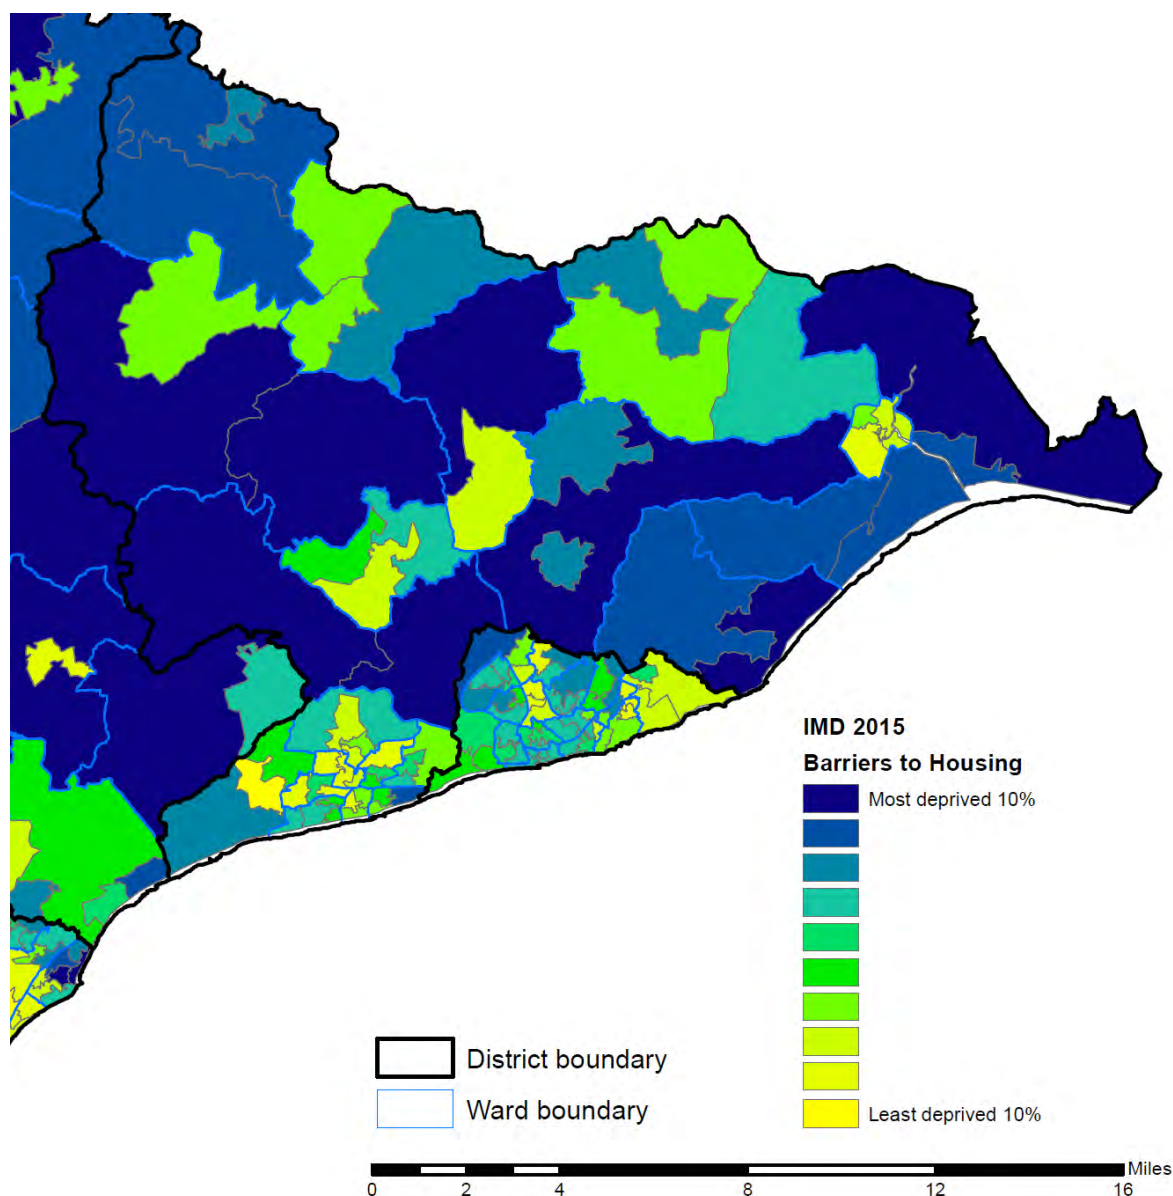 IMD 2015
Barriers to Housing
Most deprived 10%
Least deprived 10%
District boundary
Ward boundary
Miles
0 2 4 8 12 16